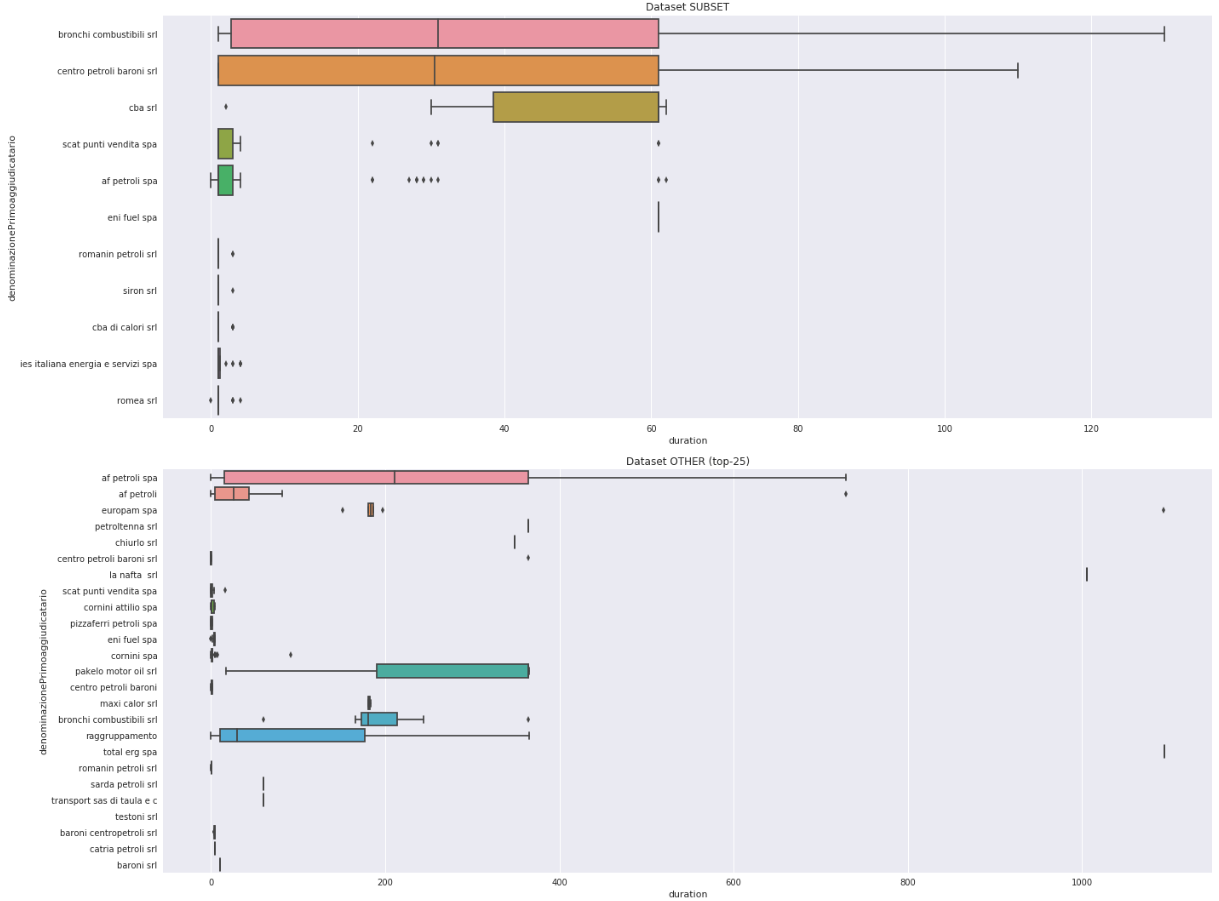 Dataset SUBSET
denominazionePrimoaggiudicatario
bronchi combustibili srl
centro petroli baroni srl
cba srl
scat punti vendita spa
af petroli spa
eni fuel spa
romanin petroli srl
siron srl
cba di calori srl
ies italiana energia e servizi spa
romea srl
0 20 40 60 80 100 120
duration
Dataset OTHER (top-25)
denominazionePrimoaggiudicatario
af petroli spa
af petroli
europam spa
petroltenna srl
chiurlo srl
centro petroli baroni srl
la nafta  srl
scat punti vendita spa
cornini attilio spa
pizzaferri petroli spa
eni fuel spa
cornini spa
pakelo motor oil srl
centro petroli baroni
maxi calor srl
bronchi combustibili srl
raggruppamento
total erg spa
romanin petroli srl
sarda petroli srl
transport sas di taula e c
testoni srl
baroni centropetroli srl
catria petroli srl
baroni srl
0 200 400 600 800 1000
duration